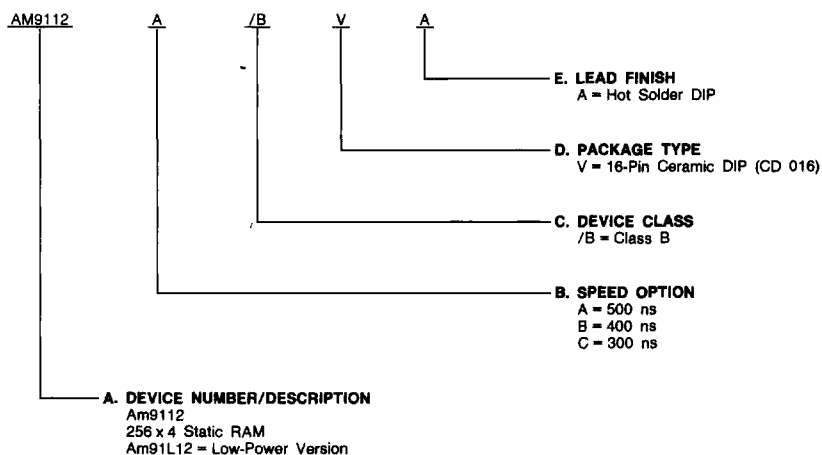 AM9112 A /B V A
E. LEAD FINISH
A = Hot Solder DIP
D. PACKAGE TYPE
V = 16-Pin Ceramic DIP (CD 016)
C. DEVICE CLASS
/B = Class B
B. SPEED OPTION
A = 500 ns
B = 400 ns
C = 300 ns
A. DEVICE NUMBER/DESCRIPTION
Am9112
256 x 4 Static RAM
Am91L12 = Low-Power Version